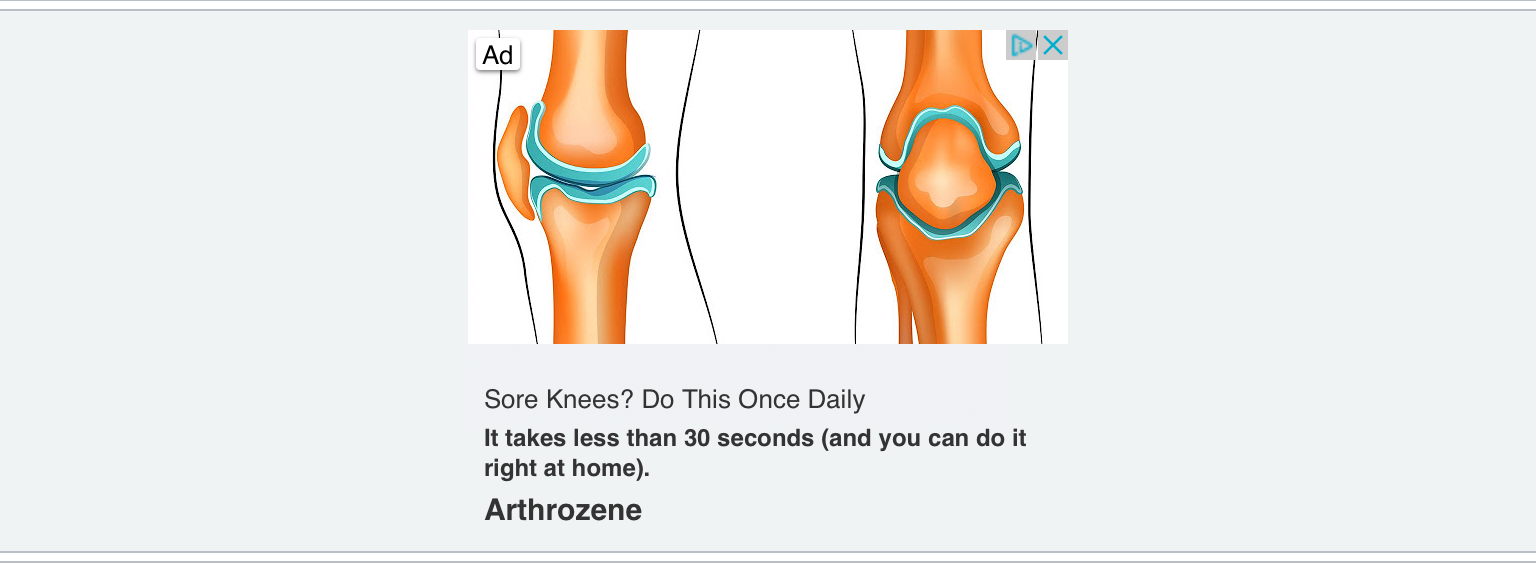 Ad
Sore Knees? Do This Once Daily
It takes less than 30 seconds (and you can do it
right at home).
Arthrozene